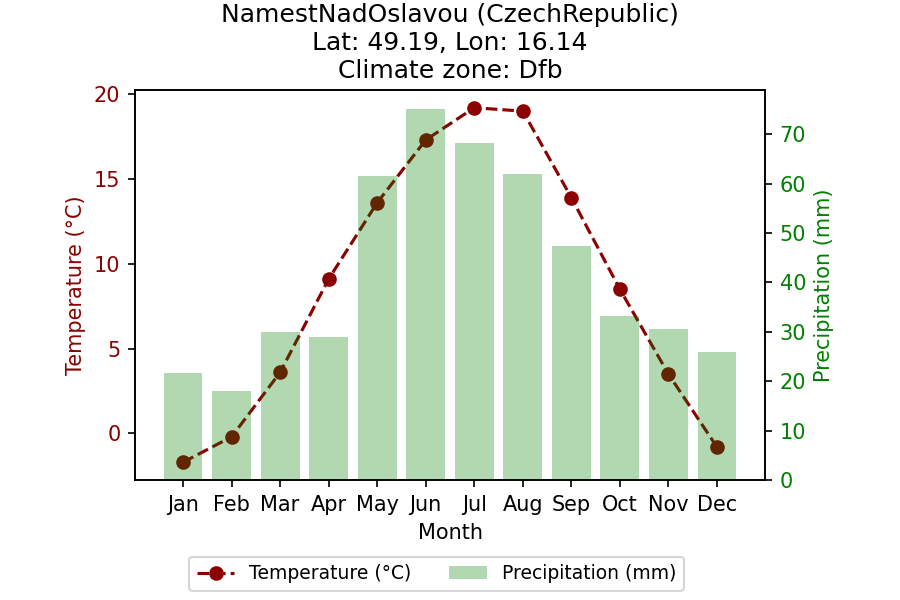 NamestNadOslavou (CzechRepublic)
Lat: 49.19, Lon: 16.14
Climate zone: Dfb
20
15
10
5
0
Temperature (°C)
70
60
50
40
30
20
10
0
Precipitation (mm)
Jan Feb Mar Apr May Jun Jul Aug Sep Oct Nov Dec
Month
Temperature (°C) Precipitation (mm)